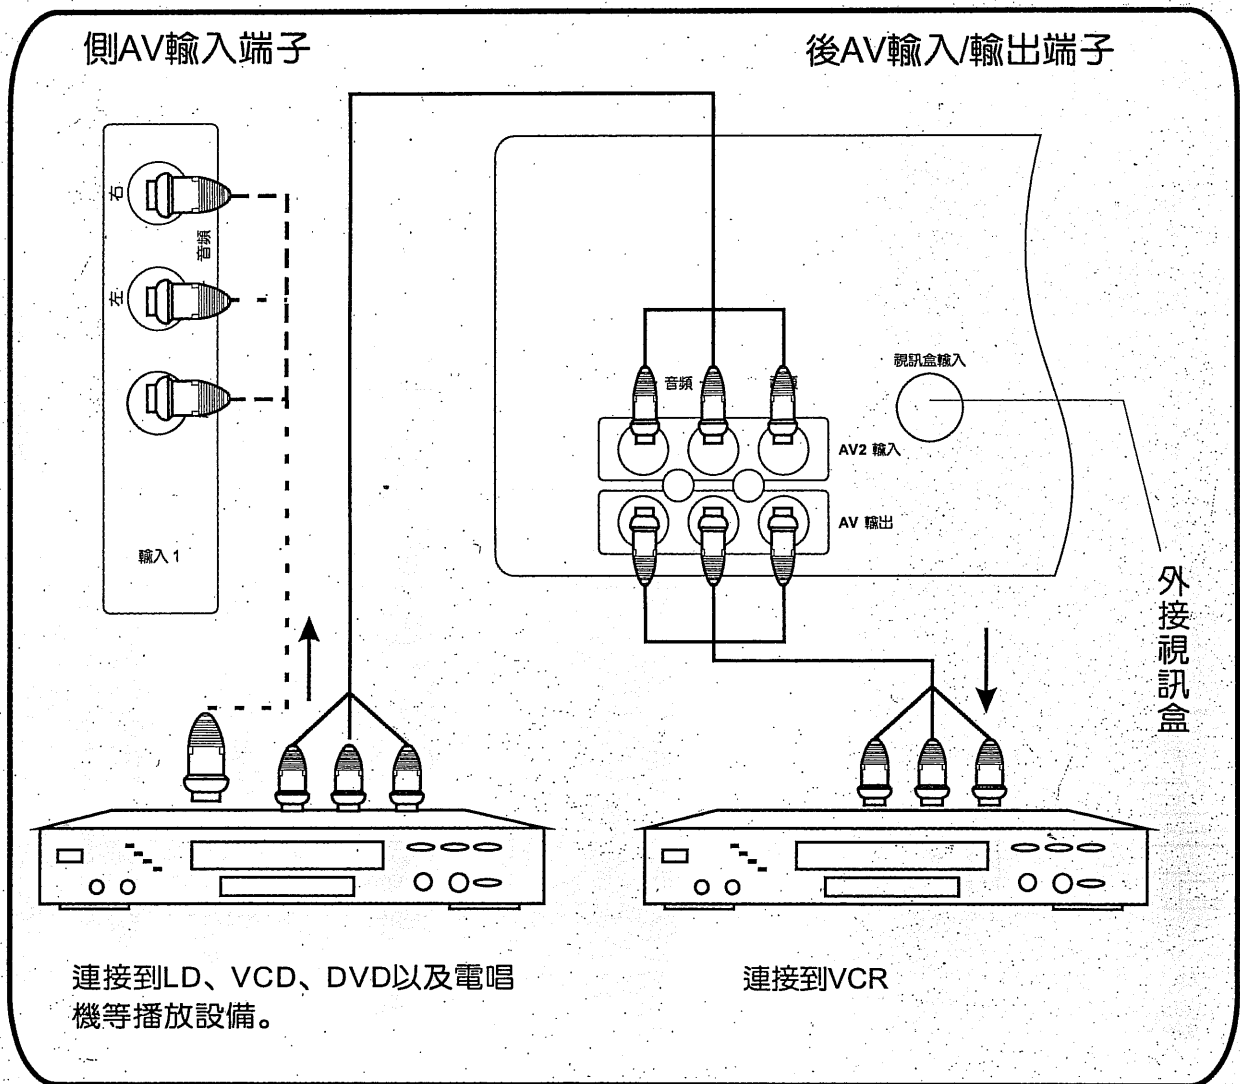 側AV輸入端子
後AV輸入/輸出端子
右
音頻
左
輸入 1
視訊盒輸入
音頻
AV2 輸入
AV 輸出
外接視訊盒
連接到LD、VCD、DVD以及電唱
機等播放設備。
連接到VCR